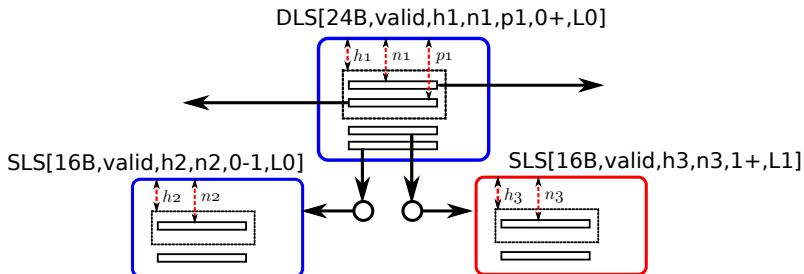 DLS[24B,valid,h1,n1,p1,0+,L0]
h1 n1 p1
SLS[16B,valid,h2,n2,0-1,L0]
SLS[16B,valid,h3,n3,1+,L1]
h2 n2
h3 n3